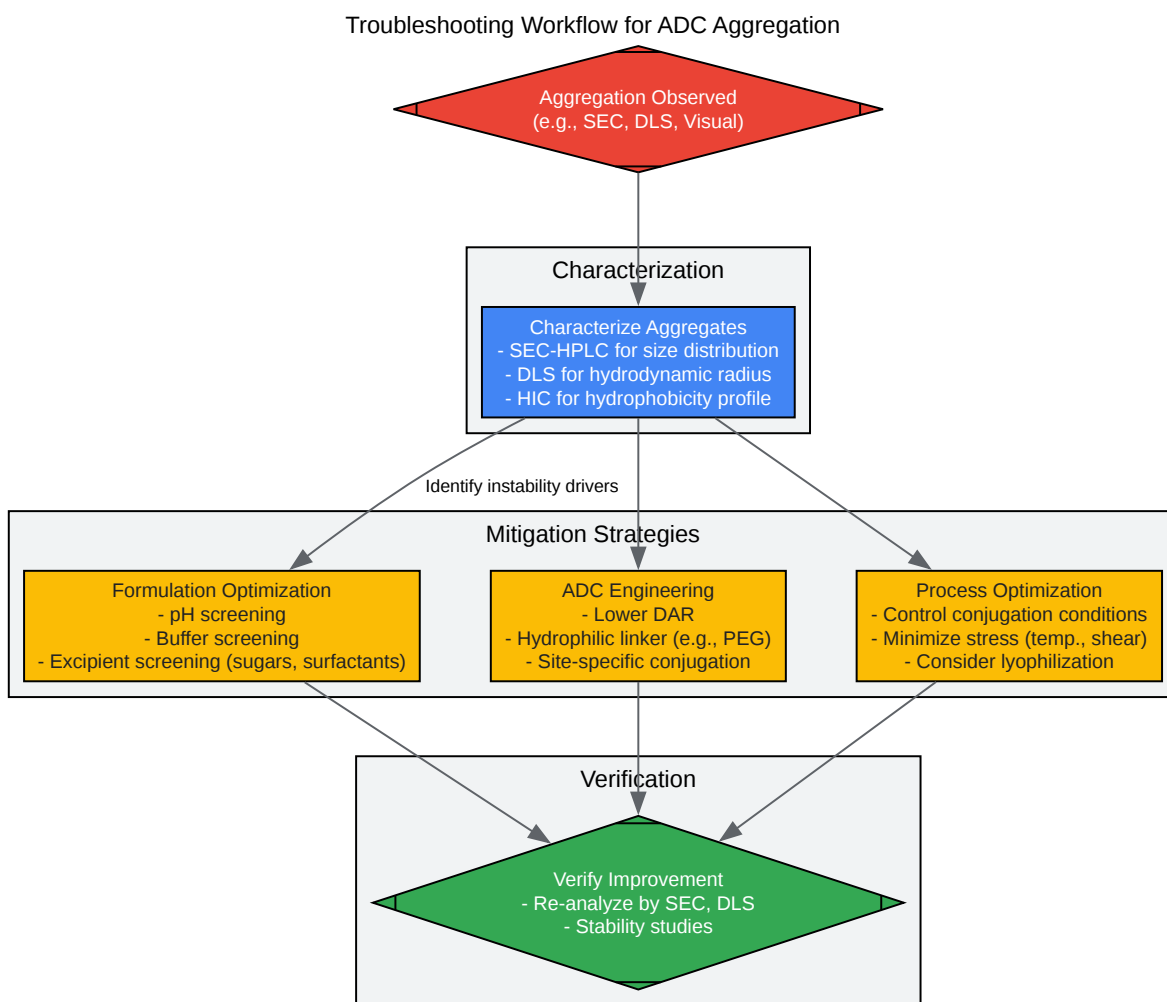 Troubleshooting Workflow for ADC Aggregation
Aggregation Observed
(e.g., SEC, DLS, Visual)
Characterization
Characterize Aggregates
- SEC-HPLC for size distribution
- DLS for hydrodynamic radius
- HIC for hydrophobicity profile
Identify instability drivers
Mitigation Strategies
Formulation Optimization
- pH screening
- Buffer screening
- Excipient screening (sugars, surfactants)
ADC Engineering
- Lower DAR
- Hydrophilic linker (e.g., PEG)
- Site-specific conjugation
Process Optimization
- Control conjugation conditions
- Minimize stress (temp., shear)
- Consider lyophilization
Verification
Verify Improvement
- Re-analyze by SEC, DLS
- Stability studies